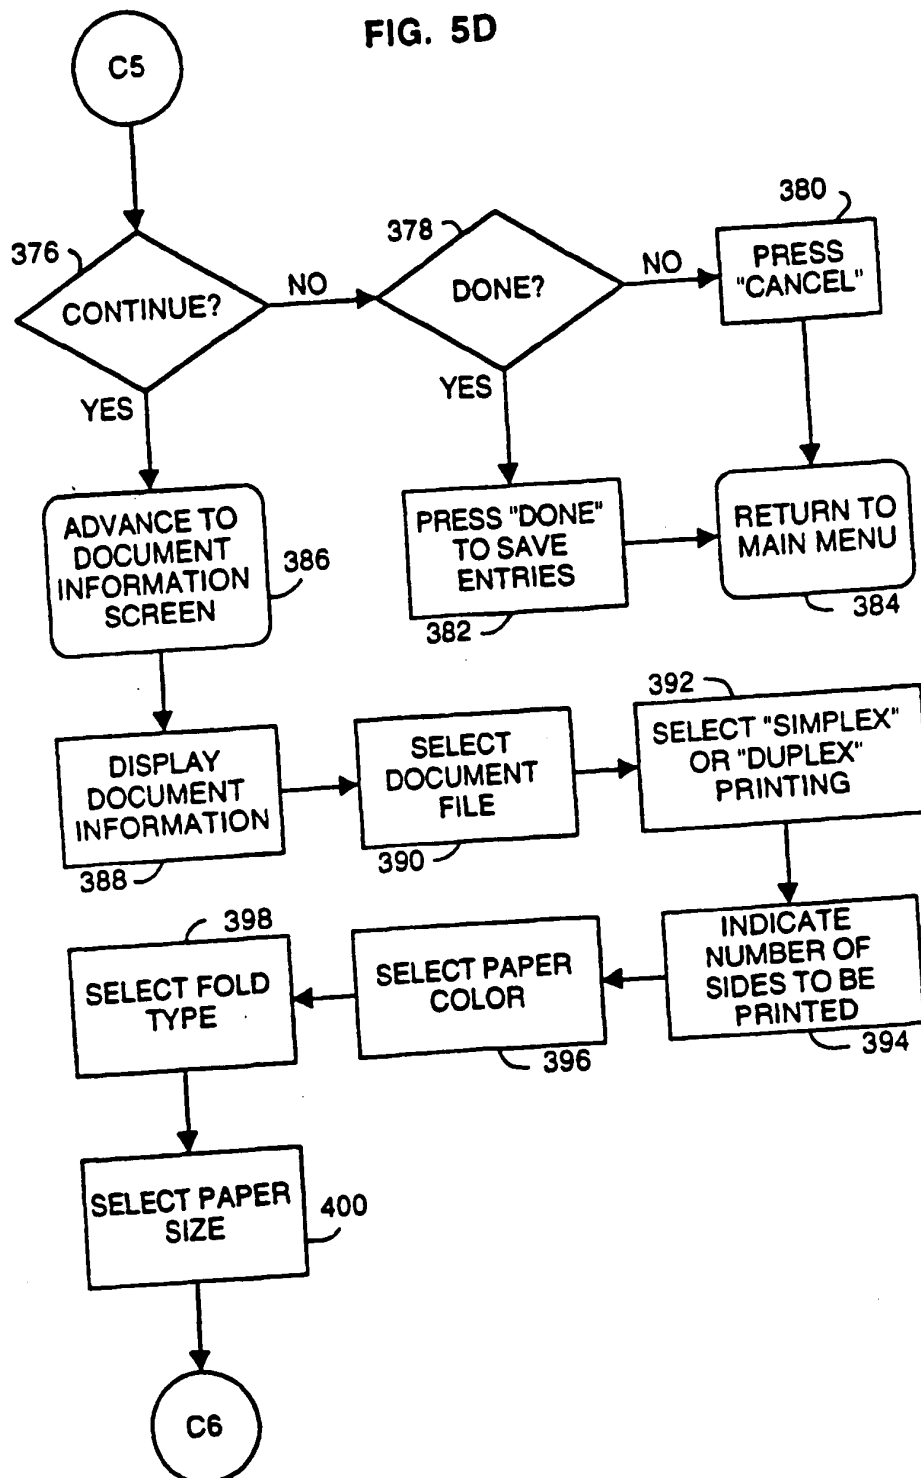 FIG. 5D
C5
376
CONTINUE?
NO
YES
378
DONE?
NO
YES
380
PRESS
"CANCEL"
ADVANCE TO
DOCUMENT
INFORMATION
SCREEN
386
PRESS "DONE"
TO SAVE
ENTRIES
382
RETURN TO
MAIN MENU
384
DISPLAY
DOCUMENT
INFORMATION
388
SELECT
DOCUMENT
FILE
390
392
SELECT "SIMPLEX"
OR "DUPLEX"
PRINTING
INDICATE
NUMBER OF
SIDES TO BE
PRINTED
394
SELECT PAPER
COLOR
396
398
SELECT FOLD
TYPE
SELECT PAPER
SIZE
400
C6